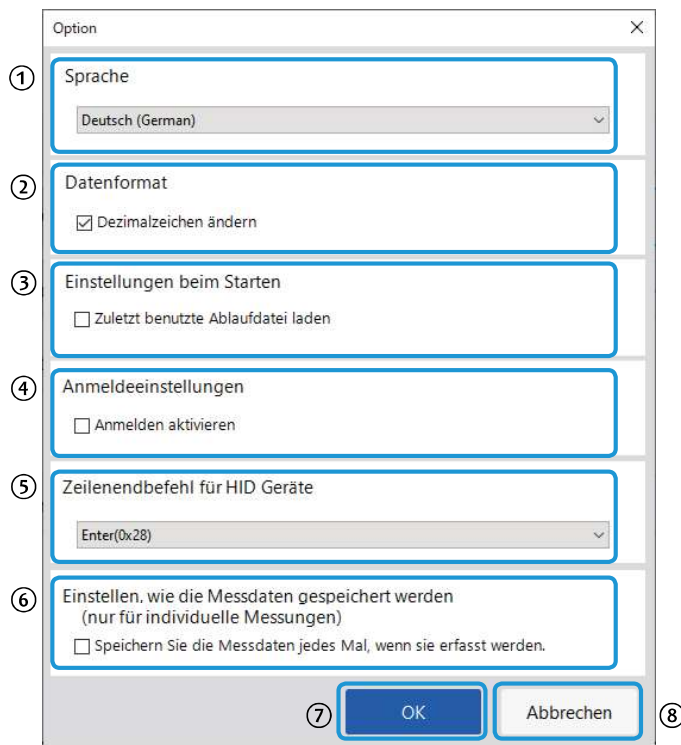 Option
① Sprache
Deutsch (German)
② Datenformat
Dezimalzeichen ändern
③ Einstellungen beim Starten
Zuletzt benutzte Ablaufdatei laden
④ Anmeldeeinstellungen
Anmelden aktivieren
⑤ Zeilenendbefehl für HID Geräte
Enter(0x28)
⑥ Einstellen, wie die Messdaten gespeichert werden
(nur für individuelle Messungen)
Speichern Sie die Messdaten jedes Mal, wenn sie erfasst werden.
⑦ OK Abbrechen ⑧